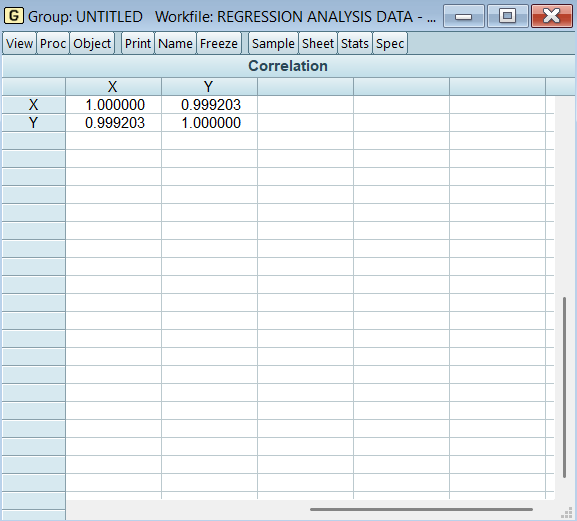 G Group: UNTITLED Workfile: REGRESSION ANALYSIS DATA - ...
View Proc Object Print Name Freeze Sample Sheet Stats Spec
Correlation
X Y
X 1.000000 0.999203
Y 0.999203 1.000000